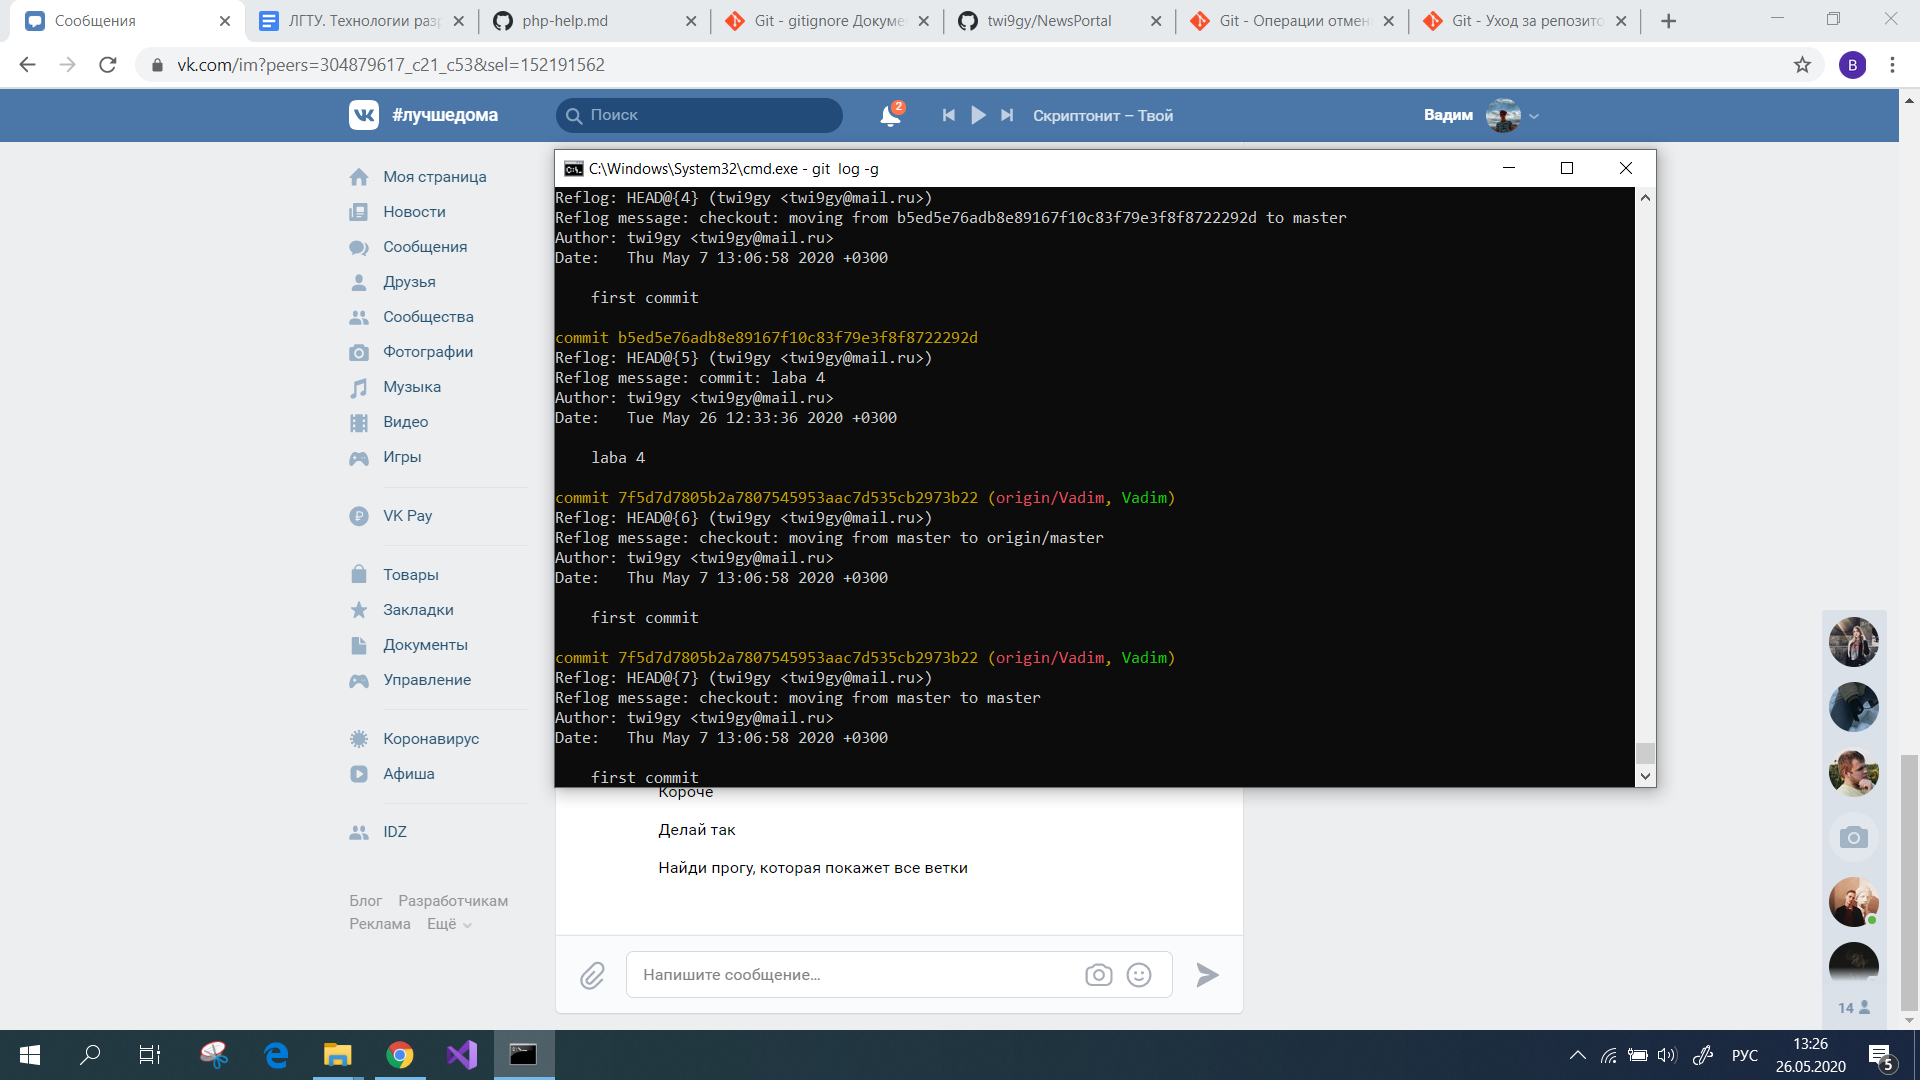 Сообщения
ЛГТУ. Технологии разр
php-help.md
Git - gitignore Докуме
twi9gy/NewsPortal
Git - Операции отмен
Git - Уход за репозито
vk.com/im?peers=304879617_c21_c53&sel=152191562
B
#лучшедома
Поиск
2
Скриптонит – Твой
Вадим
Моя страница
Новости
Сообщения
Друзья
Сообщества
Фотографии
Музыка
Видео
Игры
VK Pay
Товары
Закладки
Документы
Управление
Коронавирус
Афиша
IDZ
Блог Разработчикам
Реклама Ещё
C:\Windows\System32\cmd.exe - git log -g
Reflog: HEAD@{4} (twi9gy <twi9gy@mail.ru>)
Reflog message: checkout: moving from b5ed5e76adb8e89167f10c83f79e3f8f8722292d to master
Author: twi9gy <twi9gy@mail.ru>
Date: Thu May 7 13:06:58 2020 +0300
first commit
commit b5ed5e76adb8e89167f10c83f79e3f8f8722292d
Reflog: HEAD@{5} (twi9gy <twi9gy@mail.ru>)
Reflog message: commit: laba 4
Author: twi9gy <twi9gy@mail.ru>
Date: Tue May 26 12:33:36 2020 +0300
laba 4
commit 7f5d7d7805b2a7807545953aac7d535cb2973b22 (origin/Vadim, Vadim)
Reflog: HEAD@{6} (twi9gy <twi9gy@mail.ru>)
Reflog message: checkout: moving from master to origin/master
Author: twi9gy <twi9gy@mail.ru>
Date: Thu May 7 13:06:58 2020 +0300
first commit
commit 7f5d7d7805b2a7807545953aac7d535cb2973b22 (origin/Vadim, Vadim)
Reflog: HEAD@{7} (twi9gy <twi9gy@mail.ru>)
Reflog message: checkout: moving from master to master
Author: twi9gy <twi9gy@mail.ru>
Date: Thu May 7 13:06:58 2020 +0300
first commit
Короче
Делай так
Найди прогу, которая покажет все ветки
Напишите сообщение...
14
РУС
13:26
26.05.2020
5